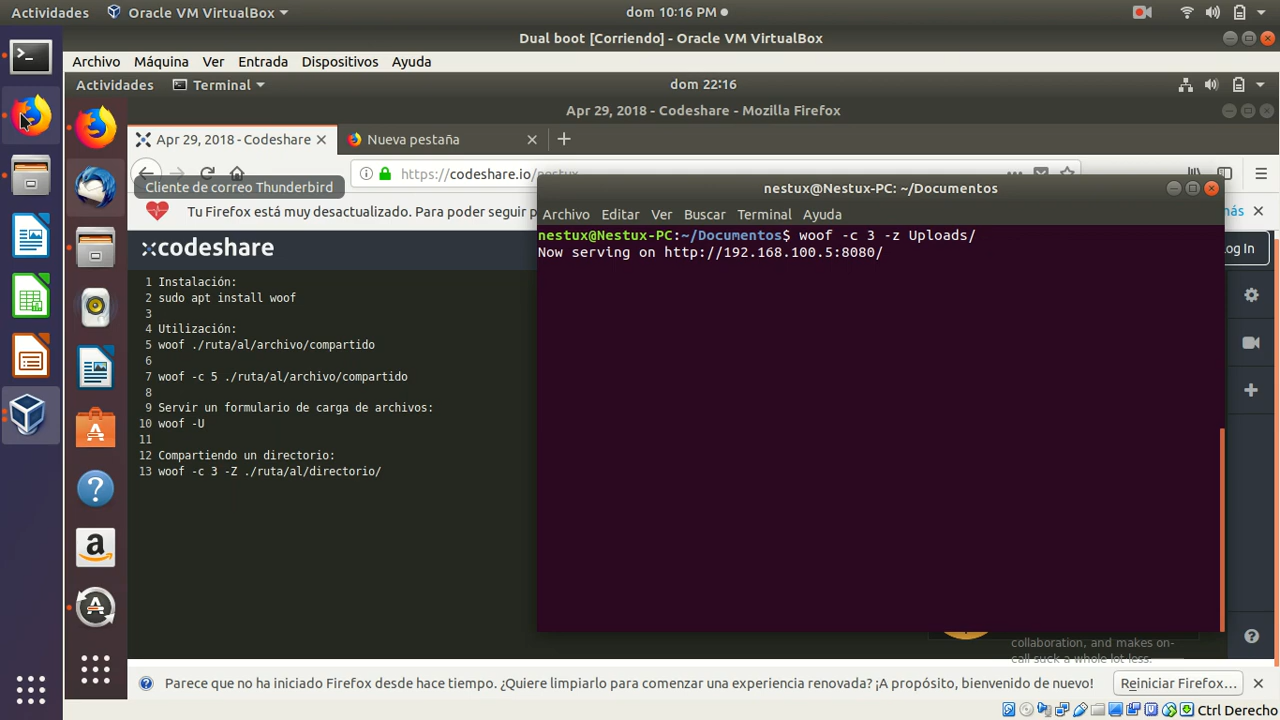 Actividades
Oracle VM VirtualBox
dom 10:16 PM
Dual boot [Corriendo] - Oracle VM VirtualBox
Archivo Máquina Ver Entrada Dispositivos Ayuda
Actividades
Terminal
dom 22:16
Apr 29, 2018 - Codeshare - Mozilla Firefox
Apr 29, 2018 - Codeshare
Nueva pestaña
https://codeshare.io/nestux
Cliente de correo Thunderbird
Tu Firefox está muy desactualizado. Para poder seguir p
más
codeshare
og In
1 Instalación:
2 sudo apt install woof
3
4 Utilización:
5 woof ./ruta/al/archivo/compartido
6
7 woof -c 5 ./ruta/al/archivo/compartido
8
9 Servir un formulario de carga de archivos:
10 woof -U
11
12 Compartiendo un directorio:
13 woof -c 3 -Z ./ruta/al/directorio/
nestux@Nestux-PC: ~/Documentos
Archivo Editar Ver Buscar Terminal Ayuda
nestux@Nestux-PC:~/Documentos$ woof -c 3 -z Uploads/
Now serving on http://192.168.100.5:8080/
collaboration, and makes on-
call suck a whole lot less.
Parece que no ha iniciado Firefox desde hace tiempo. ¿Quiere limpiarlo para comenzar una experiencia renovada? ¡A propósito, bienvenido de nuevo!
Reiniciar Firefox…
Ctrl Derecho